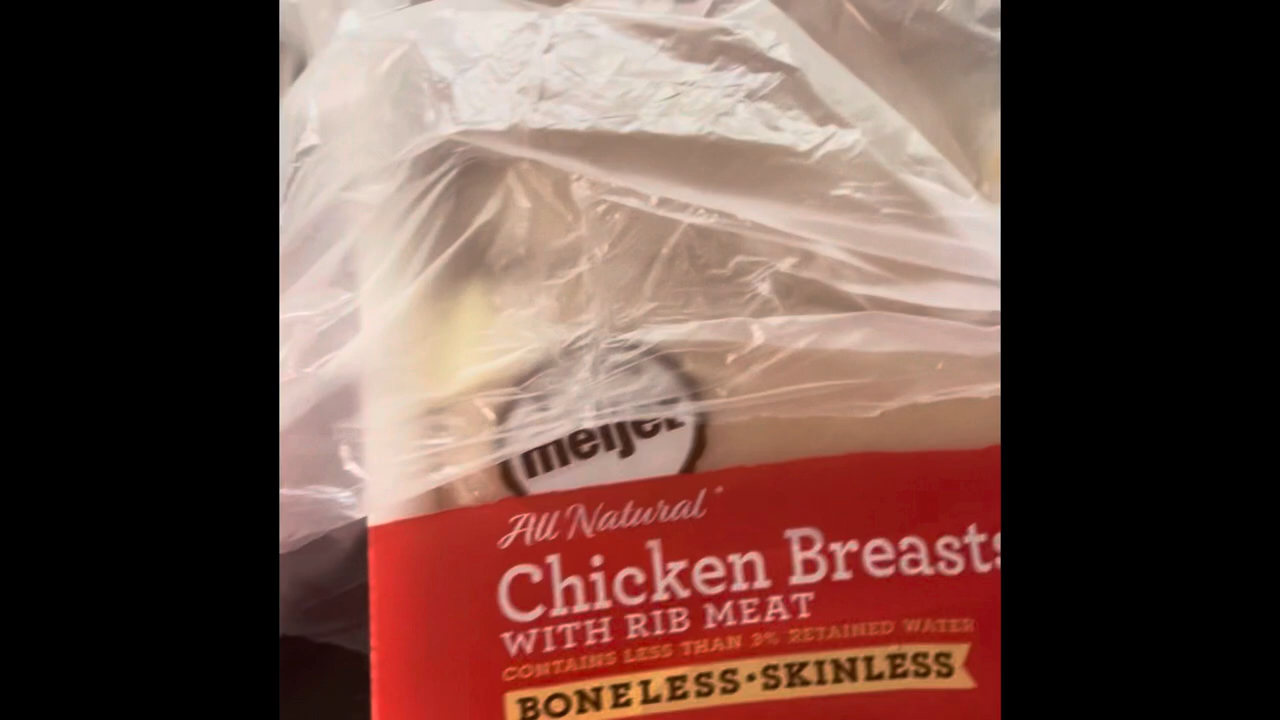 meijer
All Natural*
Chicken Breasts
WITH RIB MEAT
CONTAINS LESS THAN 3% RETAINED WATER
BONELESS•SKINLESS